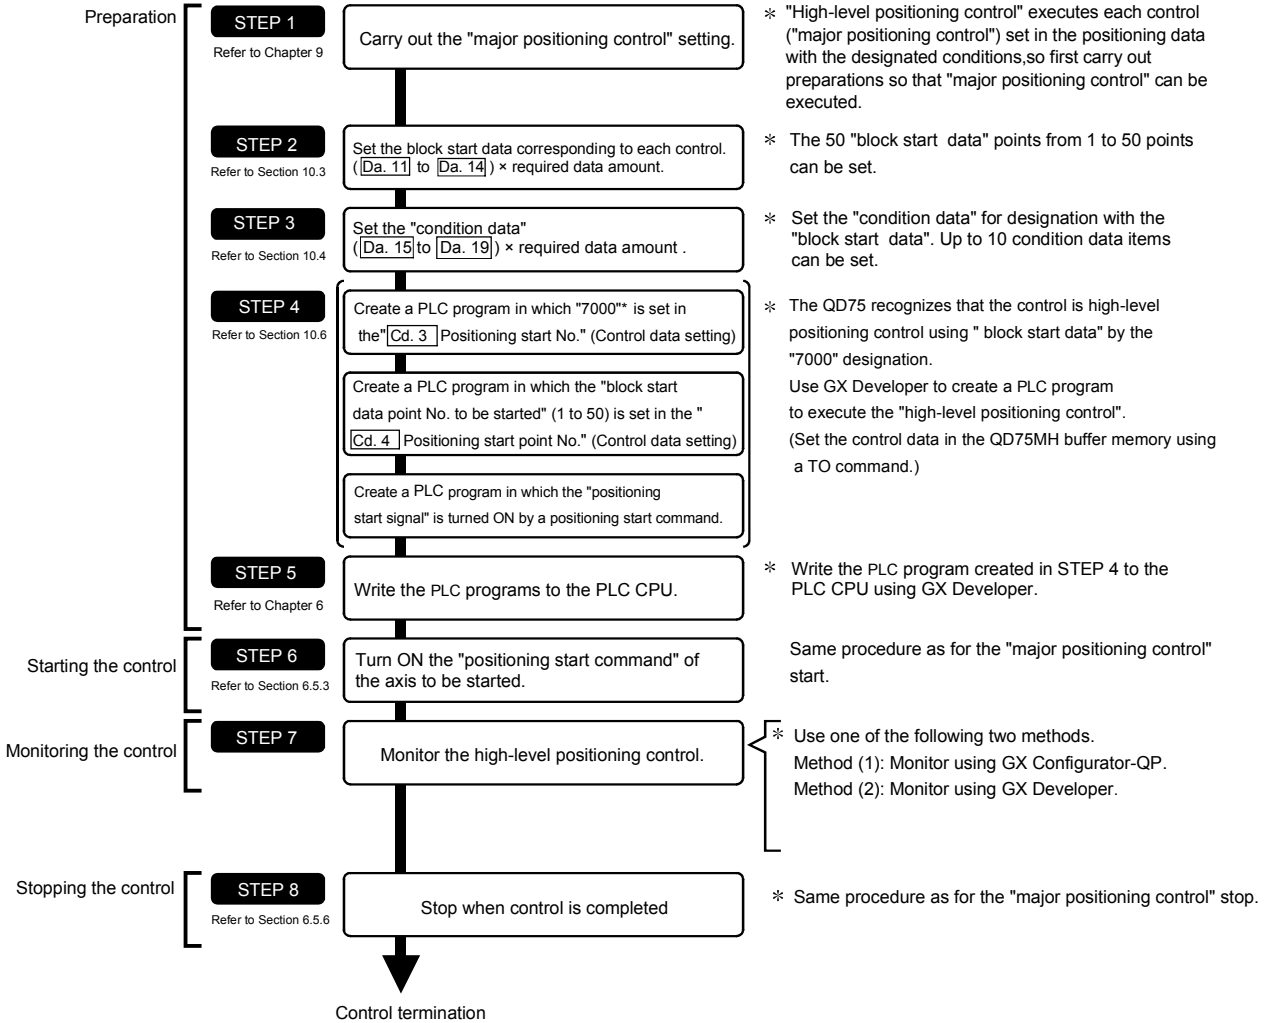 Preparation
STEP 1
Refer to Chapter 9
Carry out the "major positioning control" setting.
* "High-level positioning control" executes each control
("major positioning control") set in the positioning data
with the designated conditions,so first carry out
preparations so that "major positioning control" can be
executed.
STEP 2
Refer to Section 10.3
Set the block start data corresponding to each control.
( Da. 11 to Da. 14 ) × required data amount.
* The 50 "block start data" points from 1 to 50 points
can be set.
STEP 3
Refer to Section 10.4
Set the "condition data"
( Da. 15 to Da. 19 ) × required data amount .
* Set the "condition data" for designation with the
"block start data". Up to 10 condition data items
can be set.
STEP 4
Refer to Section 10.6
Create a PLC program in which "7000"* is set in
the" Cd. 3 Positioning start No." (Control data setting)
Create a PLC program in which the "block start
data point No. to be started" (1 to 50) is set in the "
Cd. 4 Positioning start point No." (Control data setting)
Create a PLC program in which the "positioning
start signal" is turned ON by a positioning start command.
* The QD75 recognizes that the control is high-level
positioning control using " block start data" by the
"7000" designation.
Use GX Developer to create a PLC program
to execute the "high-level positioning control".
(Set the control data in the QD75MH buffer memory using
a TO command.)
STEP 5
Refer to Chapter 6
Write the PLC programs to the PLC CPU.
* Write the PLC program created in STEP 4 to the
PLC CPU using GX Developer.
Starting the control
STEP 6
Refer to Section 6.5.3
Turn ON the "positioning start command" of
the axis to be started.
Same procedure as for the "major positioning control"
start.
Monitoring the control
STEP 7
Monitor the high-level positioning control.
* Use one of the following two methods.
Method (1): Monitor using GX Configurator-QP.
Method (2): Monitor using GX Developer.
Stopping the control
STEP 8
Refer to Section 6.5.6
Stop when control is completed
* Same procedure as for the "major positioning control" stop.
Control termination